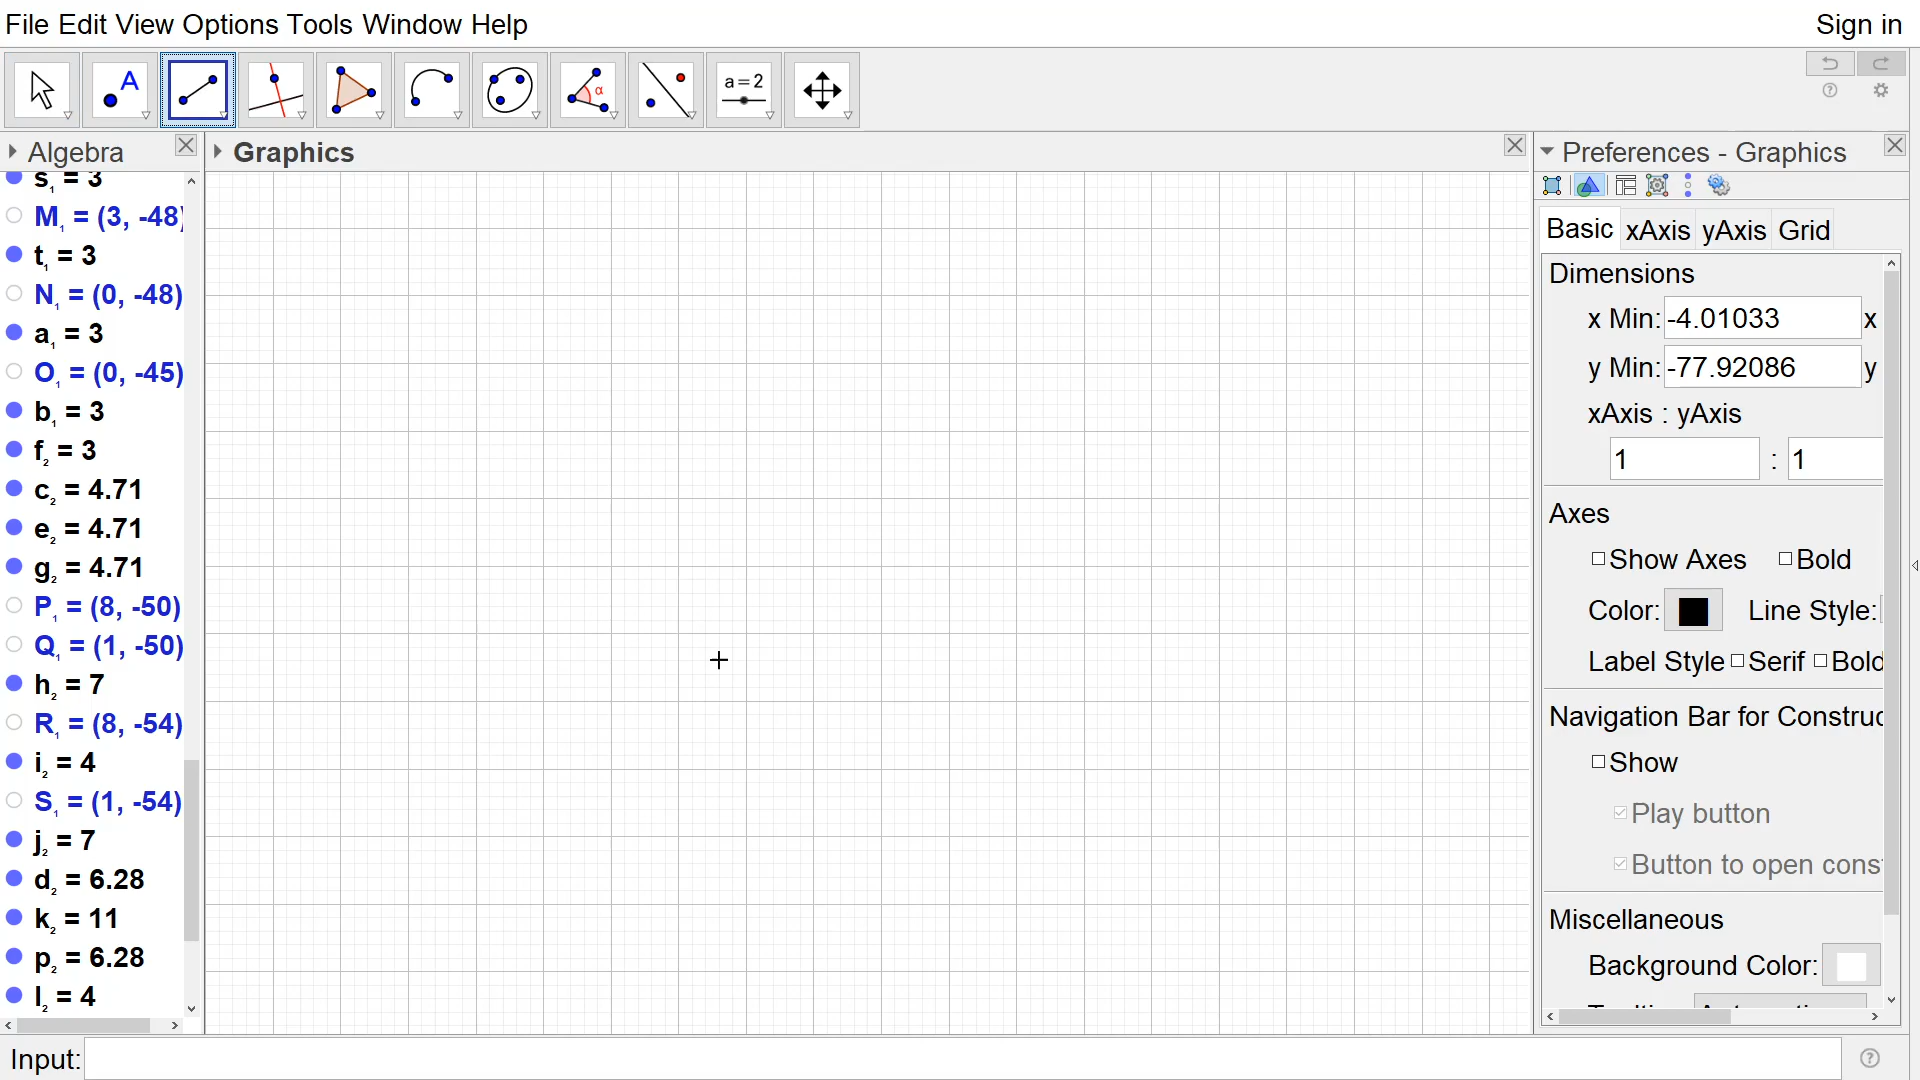 File Edit View Options Tools Window Help
Sign in
A
α
a=2
Algebra
Graphics
Preferences - Graphics
s₁ = 3
M₁ = (3, -48)
t₁ = 3
N₁ = (0, -48)
a₁ = 3
O₁ = (0, -45)
b₁ = 3
f₂ = 3
c₂ = 4.71
e₂ = 4.71
g₂ = 4.71
P₁ = (8, -50)
Q₁ = (1, -50)
h₂ = 7
R₁ = (8, -54)
i₂ = 4
S₁ = (1, -54)
j₂ = 7
d₂ = 6.28
k₂ = 11
p₂ = 6.28
l₂ = 4
Basic xAxis yAxis Grid
Dimensions
x Min: -4.01033 x
y Min: -77.92086 y
xAxis : yAxis
1 : 1
Axes
Show Axes Bold
Color: Line Style:
Label Style Serif Bold
Navigation Bar for Construc
Show
Play button
Button to open cons
Miscellaneous
Background Color:
Input: